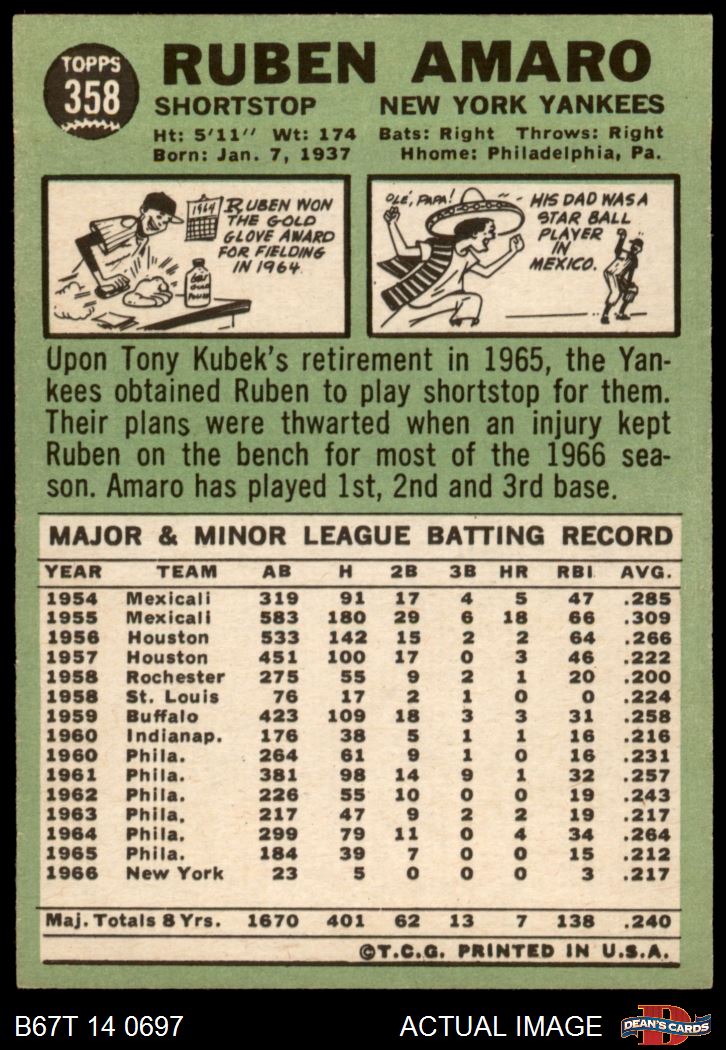 TOPPS
358
RUBEN AMARO
SHORTSTOP NEW YORK YANKEES
Ht: 5'11" Wt: 174 Bats: Right Throws: Right
Born: Jan. 7, 1937 Hhome: Philadelphia, Pa.
1964
RUBEN WON
THE GOLD
GLOVE AWARD
FOR FIELDING
IN 1964.
OLÉ, PAPA!
HIS DAD WAS A
STAR BALL
PLAYER
IN
MEXICO.
Upon Tony Kubek's retirement in 1965, the Yan-
kees obtained Ruben to play shortstop for them.
Their plans were thwarted when an injury kept
Ruben on the bench for most of the 1966 sea-
son. Amaro has played 1st, 2nd and 3rd base.
MAJOR & MINOR LEAGUE BATTING RECORD
YEAR TEAM AB H 2B 3B HR RBI AVG.
1954 Mexicali 319 91 17 4 5 47 .285
1955 Mexicali 583 180 29 6 18 66 .309
1956 Houston 533 142 15 2 2 64 .266
1957 Houston 451 100 17 0 3 46 .222
1958 Rochester 275 55 9 2 1 20 .200
1958 St. Louis 76 17 2 1 0 0 .224
1959 Buffalo 423 109 18 3 3 31 .258
1960 Indianap. 176 38 5 1 1 16 .216
1960 Phila. 264 61 9 1 0 16 .231
1961 Phila. 381 98 14 9 1 32 .257
1962 Phila. 226 55 10 0 0 19 .243
1963 Phila. 217 47 9 2 2 19 .217
1964 Phila. 299 79 11 0 4 34 .264
1965 Phila. 184 39 7 0 0 15 .212
1966 New York 23 5 0 0 0 3 .217
Maj. Totals 8 Yrs. 1670 401 62 13 7 138 .240
©T.C.G. PRINTED IN U.S.A.
B67T 14 0697 ACTUAL IMAGE
DEAN'S CARDS